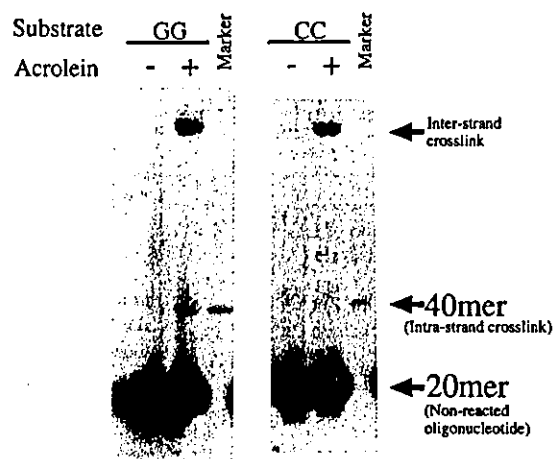 Substrate GG Marker CC Marker
Acrolein - + - +
Inter-strand
crosslink
40mer
(Intra-strand crosslink)
20mer
(Non-reacted
oligonucleotide)